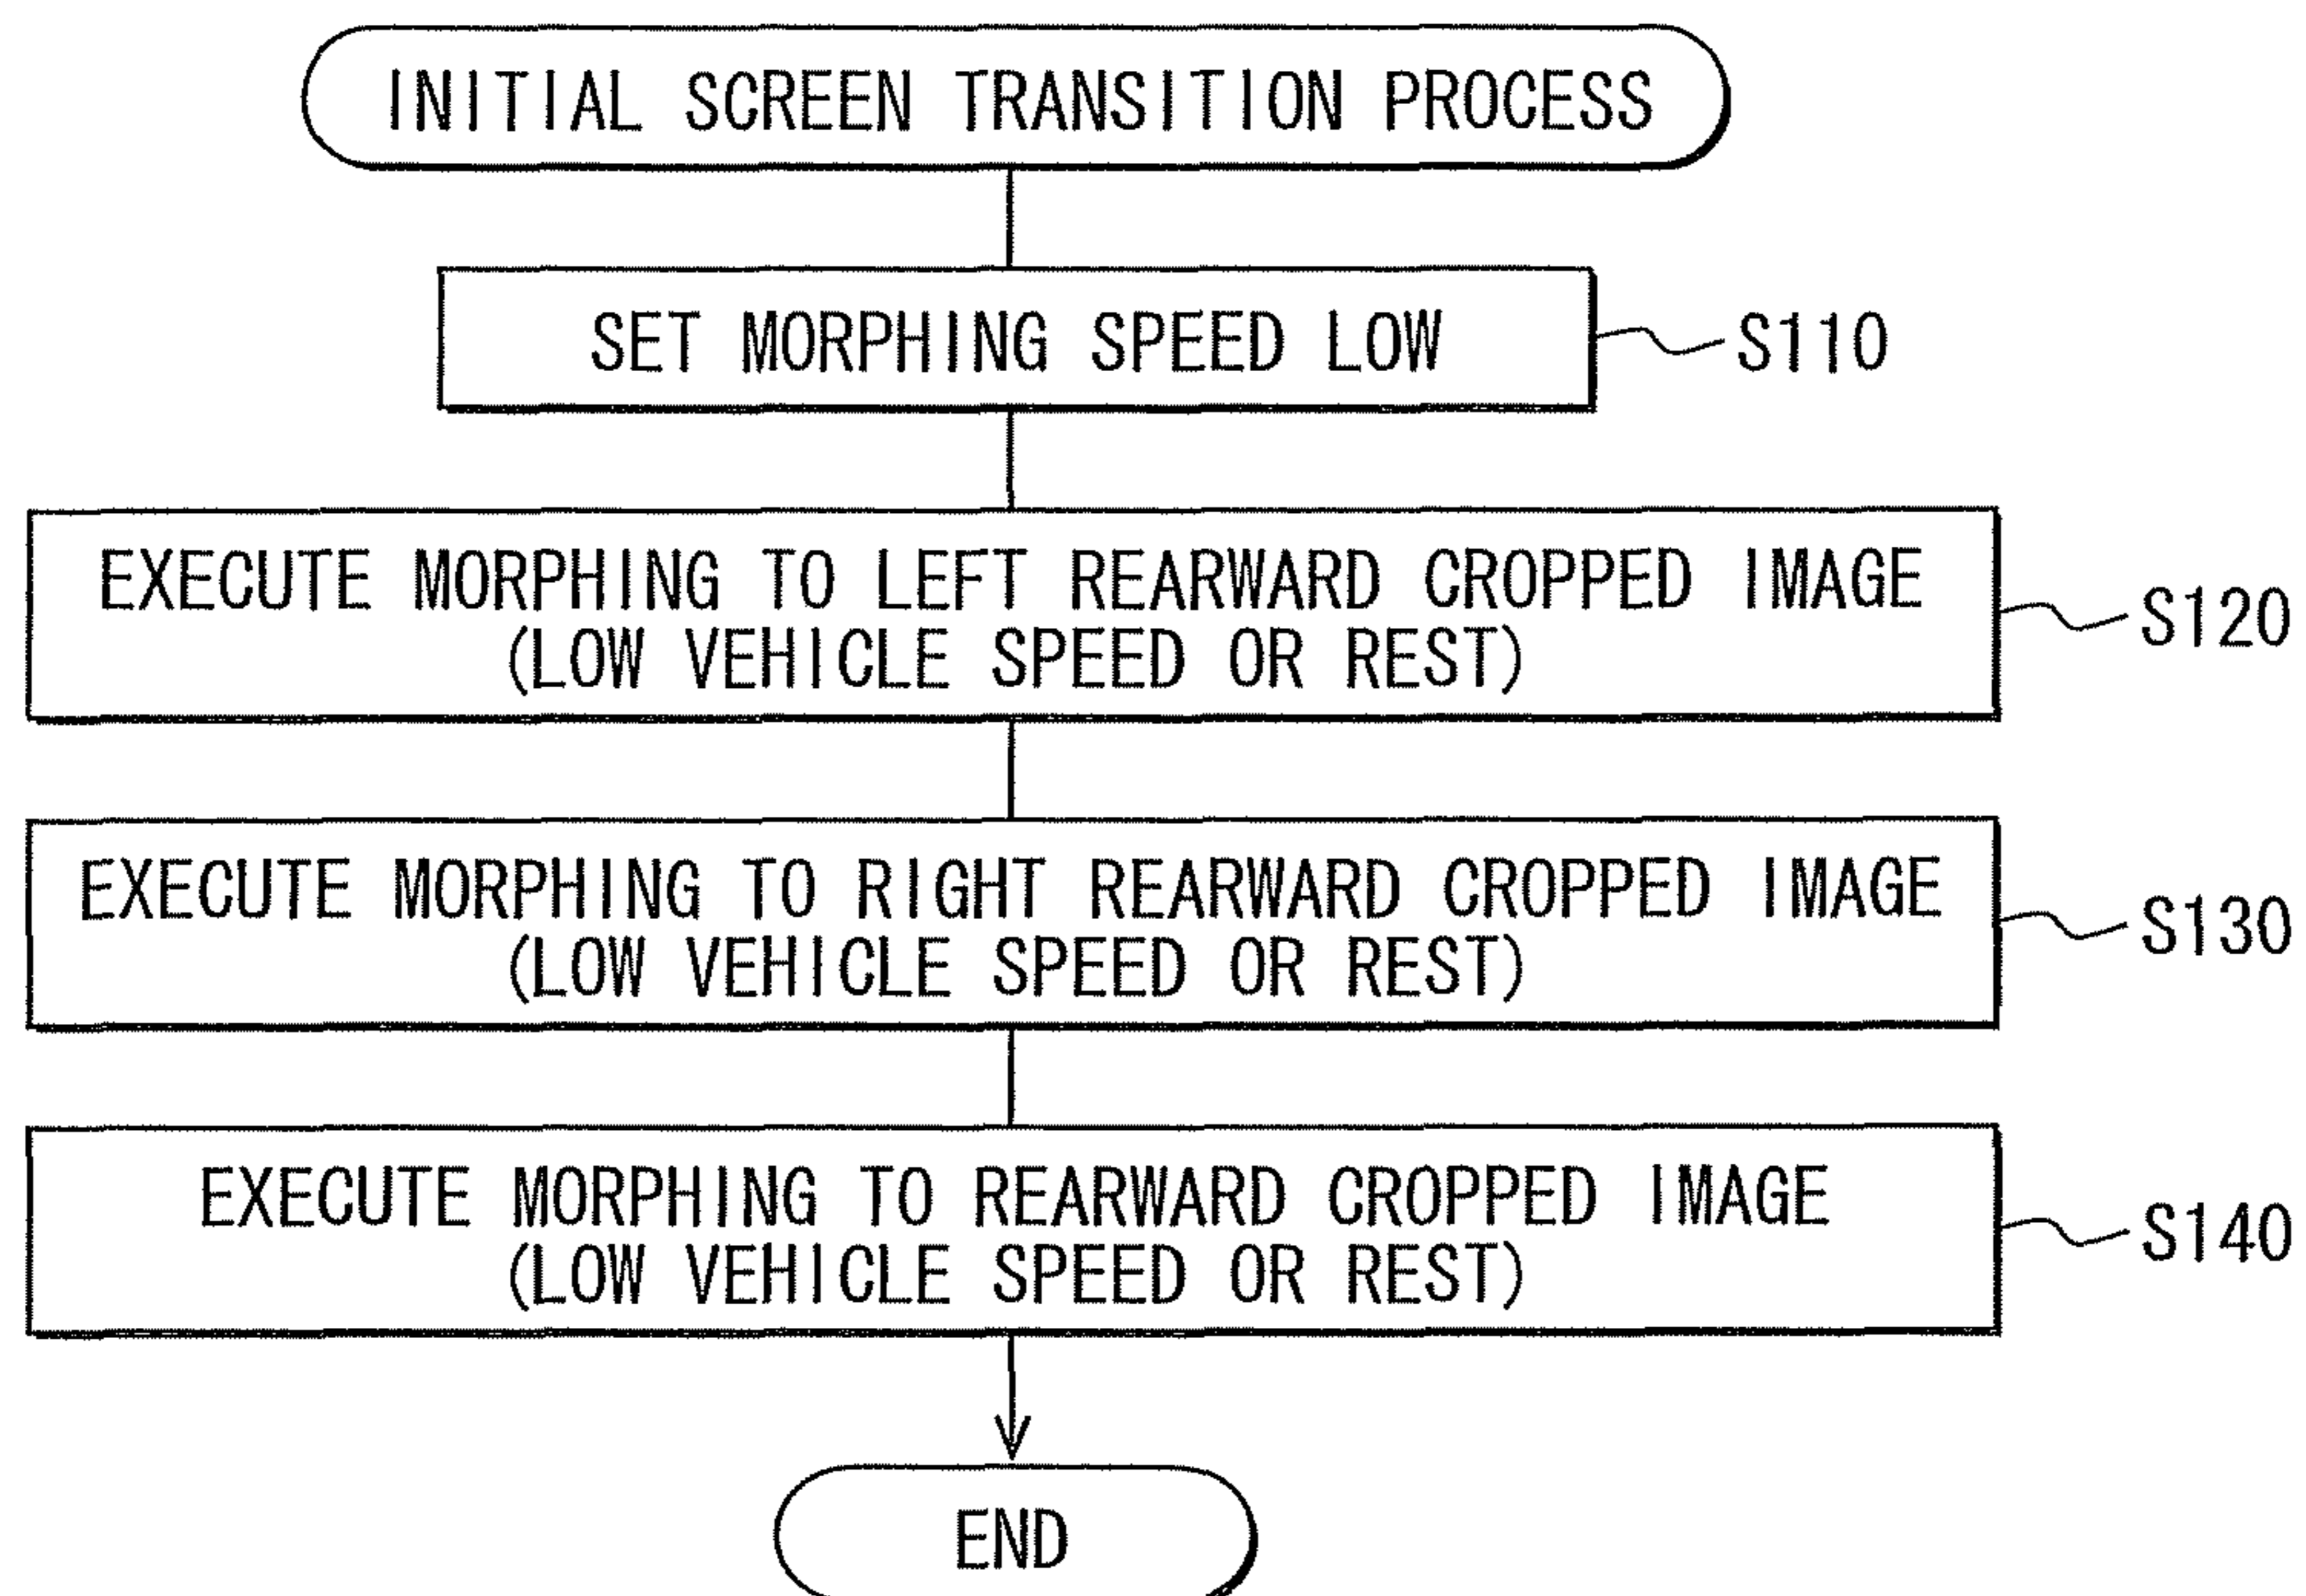 INITIAL SCREEN TRANSITION PROCESS
SET MORPHING SPEED LOW
S110
EXECUTE MORPHING TO LEFT REARWARD CROPPED IMAGE
(LOW VEHICLE SPEED OR REST)
S120
EXECUTE MORPHING TO RIGHT REARWARD CROPPED IMAGE
(LOW VEHICLE SPEED OR REST)
S130
EXECUTE MORPHING TO REARWARD CROPPED IMAGE
(LOW VEHICLE SPEED OR REST)
S140
END